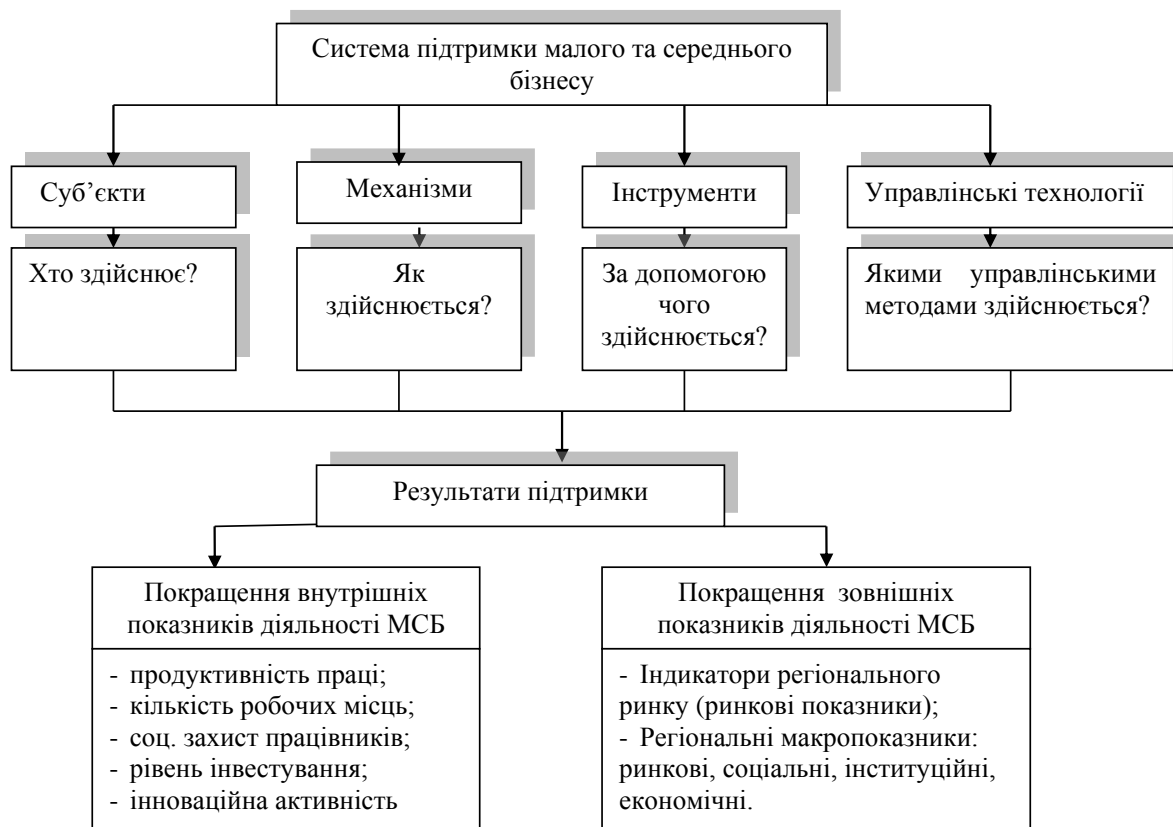 Система підтримки малого та середнього
бізнесу
Суб’єкти
Механізми
Інструменти
Управлінські технології
Хто здійснює?
Як
здійснюється?
За допомогою
чого
здійснюється?
Якими управлінськими
методами здійснюється?
Результати підтримки
Покращення внутрішніх
показників діяльності МСБ
- продуктивність праці;
- кількість робочих місць;
- соц. захист працівників;
- рівень інвестування;
- інноваційна активність
Покращення зовнішніх
показників діяльності МСБ
- Індикатори регіонального
ринку (ринкові показники);
- Регіональні макропоказники:
ринкові, соціальні, інституційні,
економічні.